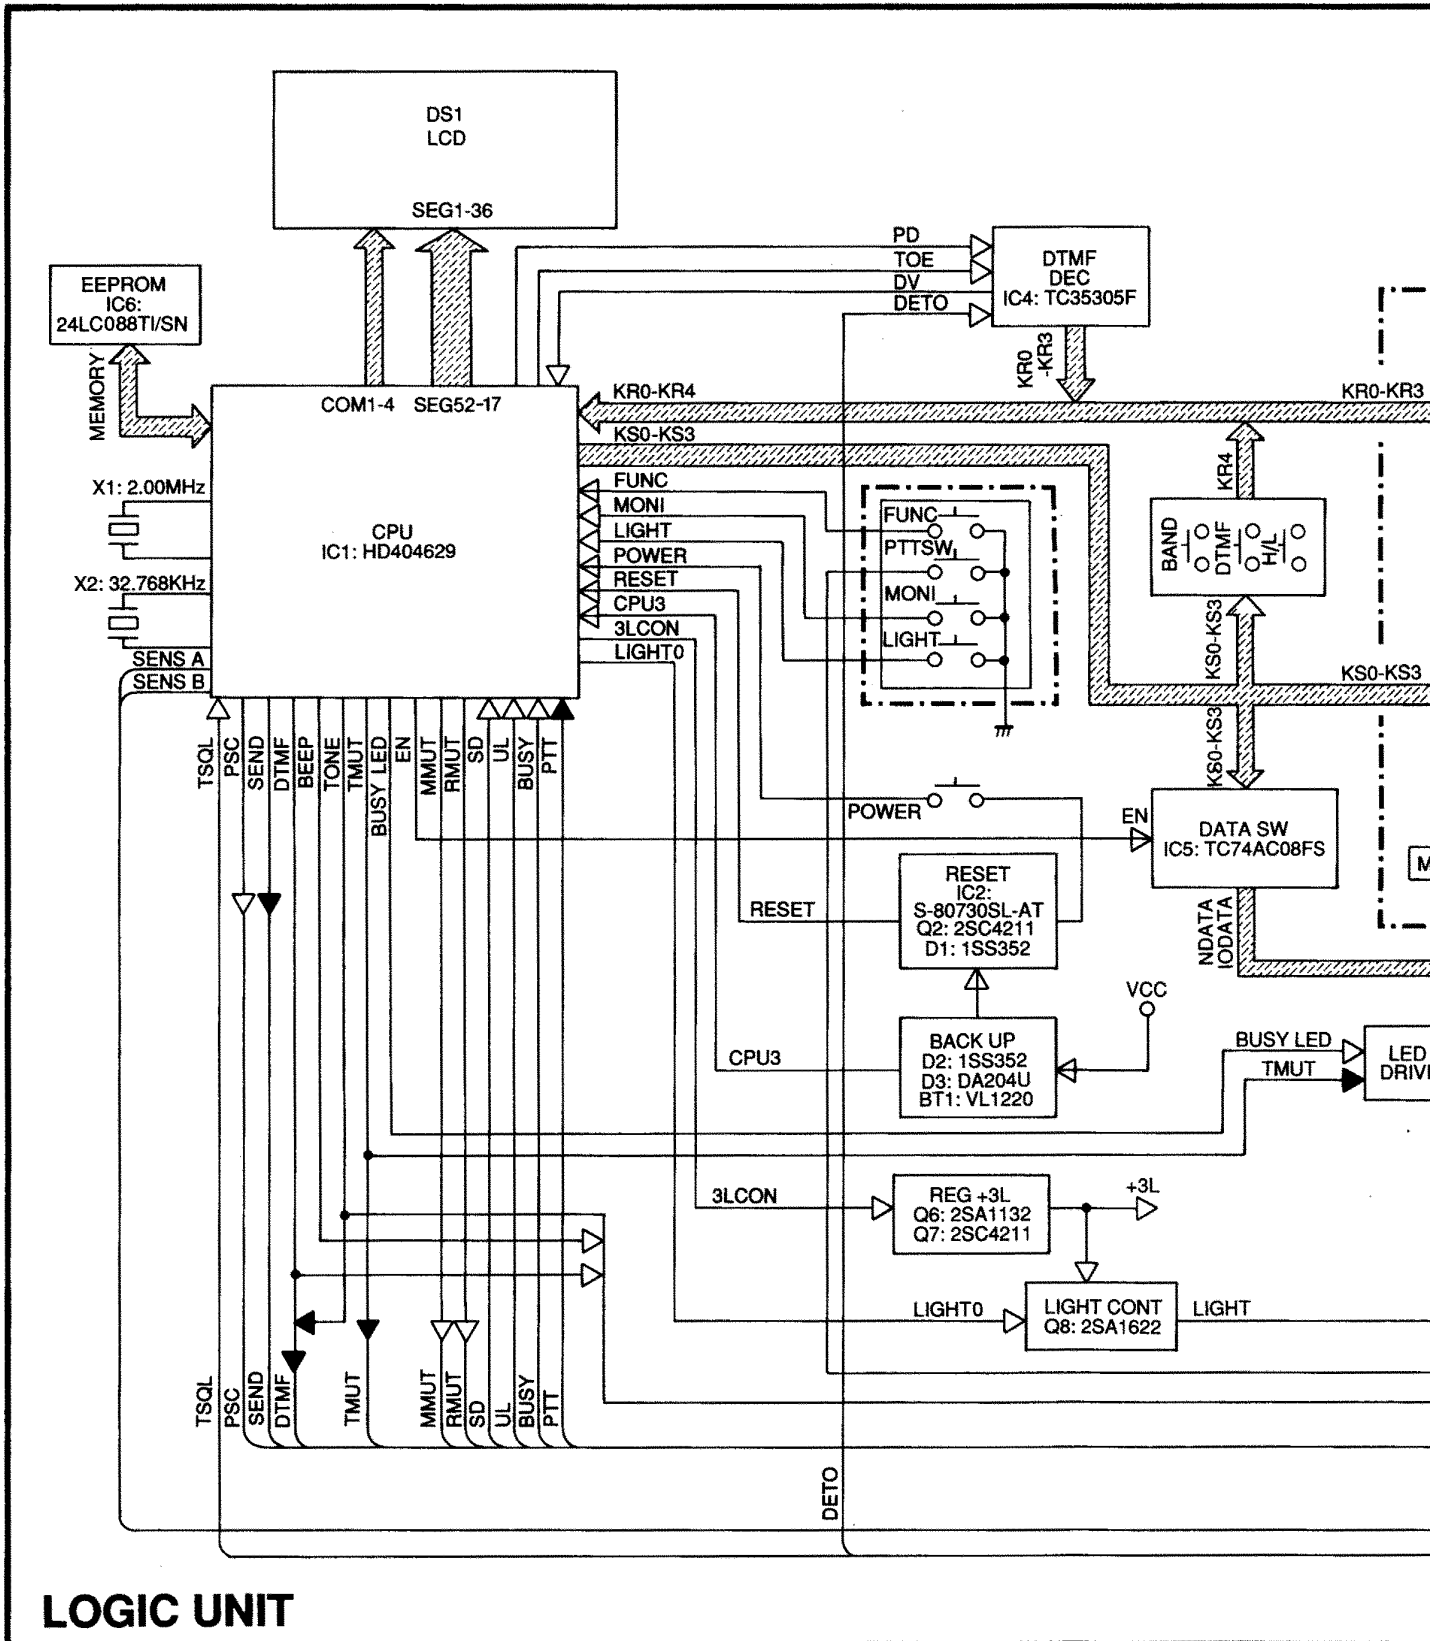 DS1
LCD
SEG1-36
EEPROM
IC6:
24LC088TI/SN
MEMORY
PD
TOE
DV
DETO
DTMF
DEC
IC4: TC35305F
KR0
-KR3
COM1-4 SEG52-17
KR0-KR4
KR0-KR3
KS0-KS3
X1: 2.00MHz
CPU
IC1: HD404629
X2: 32.768KHz
SENS A
SENS B
FUNC
MONI
LIGHT
POWER
RESET
CPU3
3LCON
LIGHT0
FUNC
PTTSW
MONI
LIGHT
KR4
BAND
DTMF
H/L
KS0-KS3
KS0-KS3
KS0-KS3
TSQL
PSC
SEND
DTMF
BEEP
TONE
TMUT
BUSY LED
EN
MMUT
RMUT
SD
UL
BUSY
PTT
POWER
EN
DATA SW
IC5: TC74AC08FS
M
RESET
RESET
IC2:
S-80730SL-AT
Q2: 2SC4211
D1: 1SS352
NDATA
IODATA
VCC
CPU3
BACK UP
D2: 1SS352
D3: DA204U
BT1: VL1220
BUSY LED
TMUT
LED
DRIV
3LCON
REG +3L
Q6: 2SA1132
Q7: 2SC4211
+3L
LIGHT0
LIGHT CONT
Q8: 2SA1622
LIGHT
TSQL
PSC
SEND
DTMF
TMUT
MMUT
RMUT
SD
UL
BUSY
PTT
DETO
LOGIC UNIT